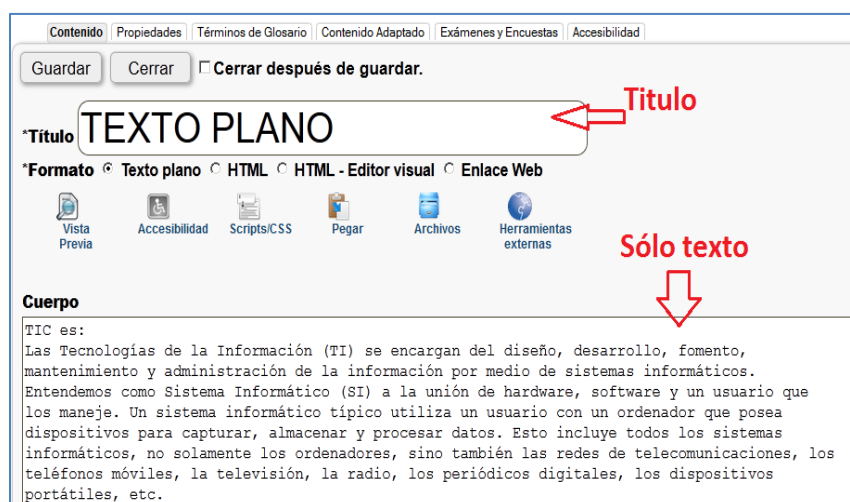 Contenido Propiedades Términos de Glosario Contenido Adaptado Exámenes y Encuestas Accesibilidad
Guardar Cerrar Cerrar después de guardar.
Titulo
*Título TEXTO PLANO
*Formato Texto plano HTML HTML - Editor visual Enlace Web
Vista Previa Accesibilidad Scripts/CSS Pegar Archivos Herramientas externas
Sólo texto
Cuerpo
TIC es:
Las Tecnologías de la Información (TI) se encargan del diseño, desarrollo, fomento,
mantenimiento y administración de la información por medio de sistemas informáticos.
Entendemos como Sistema Informático (SI) a la unión de hardware, software y un usuario que
los maneje. Un sistema informático típico utiliza un usuario con un ordenador que posea
dispositivos para capturar, almacenar y procesar datos. Esto incluye todos los sistemas
informáticos, no solamente los ordenadores, sino también las redes de telecomunicaciones, los
teléfonos móviles, la televisión, la radio, los periódicos digitales, los dispositivos
portátiles, etc.